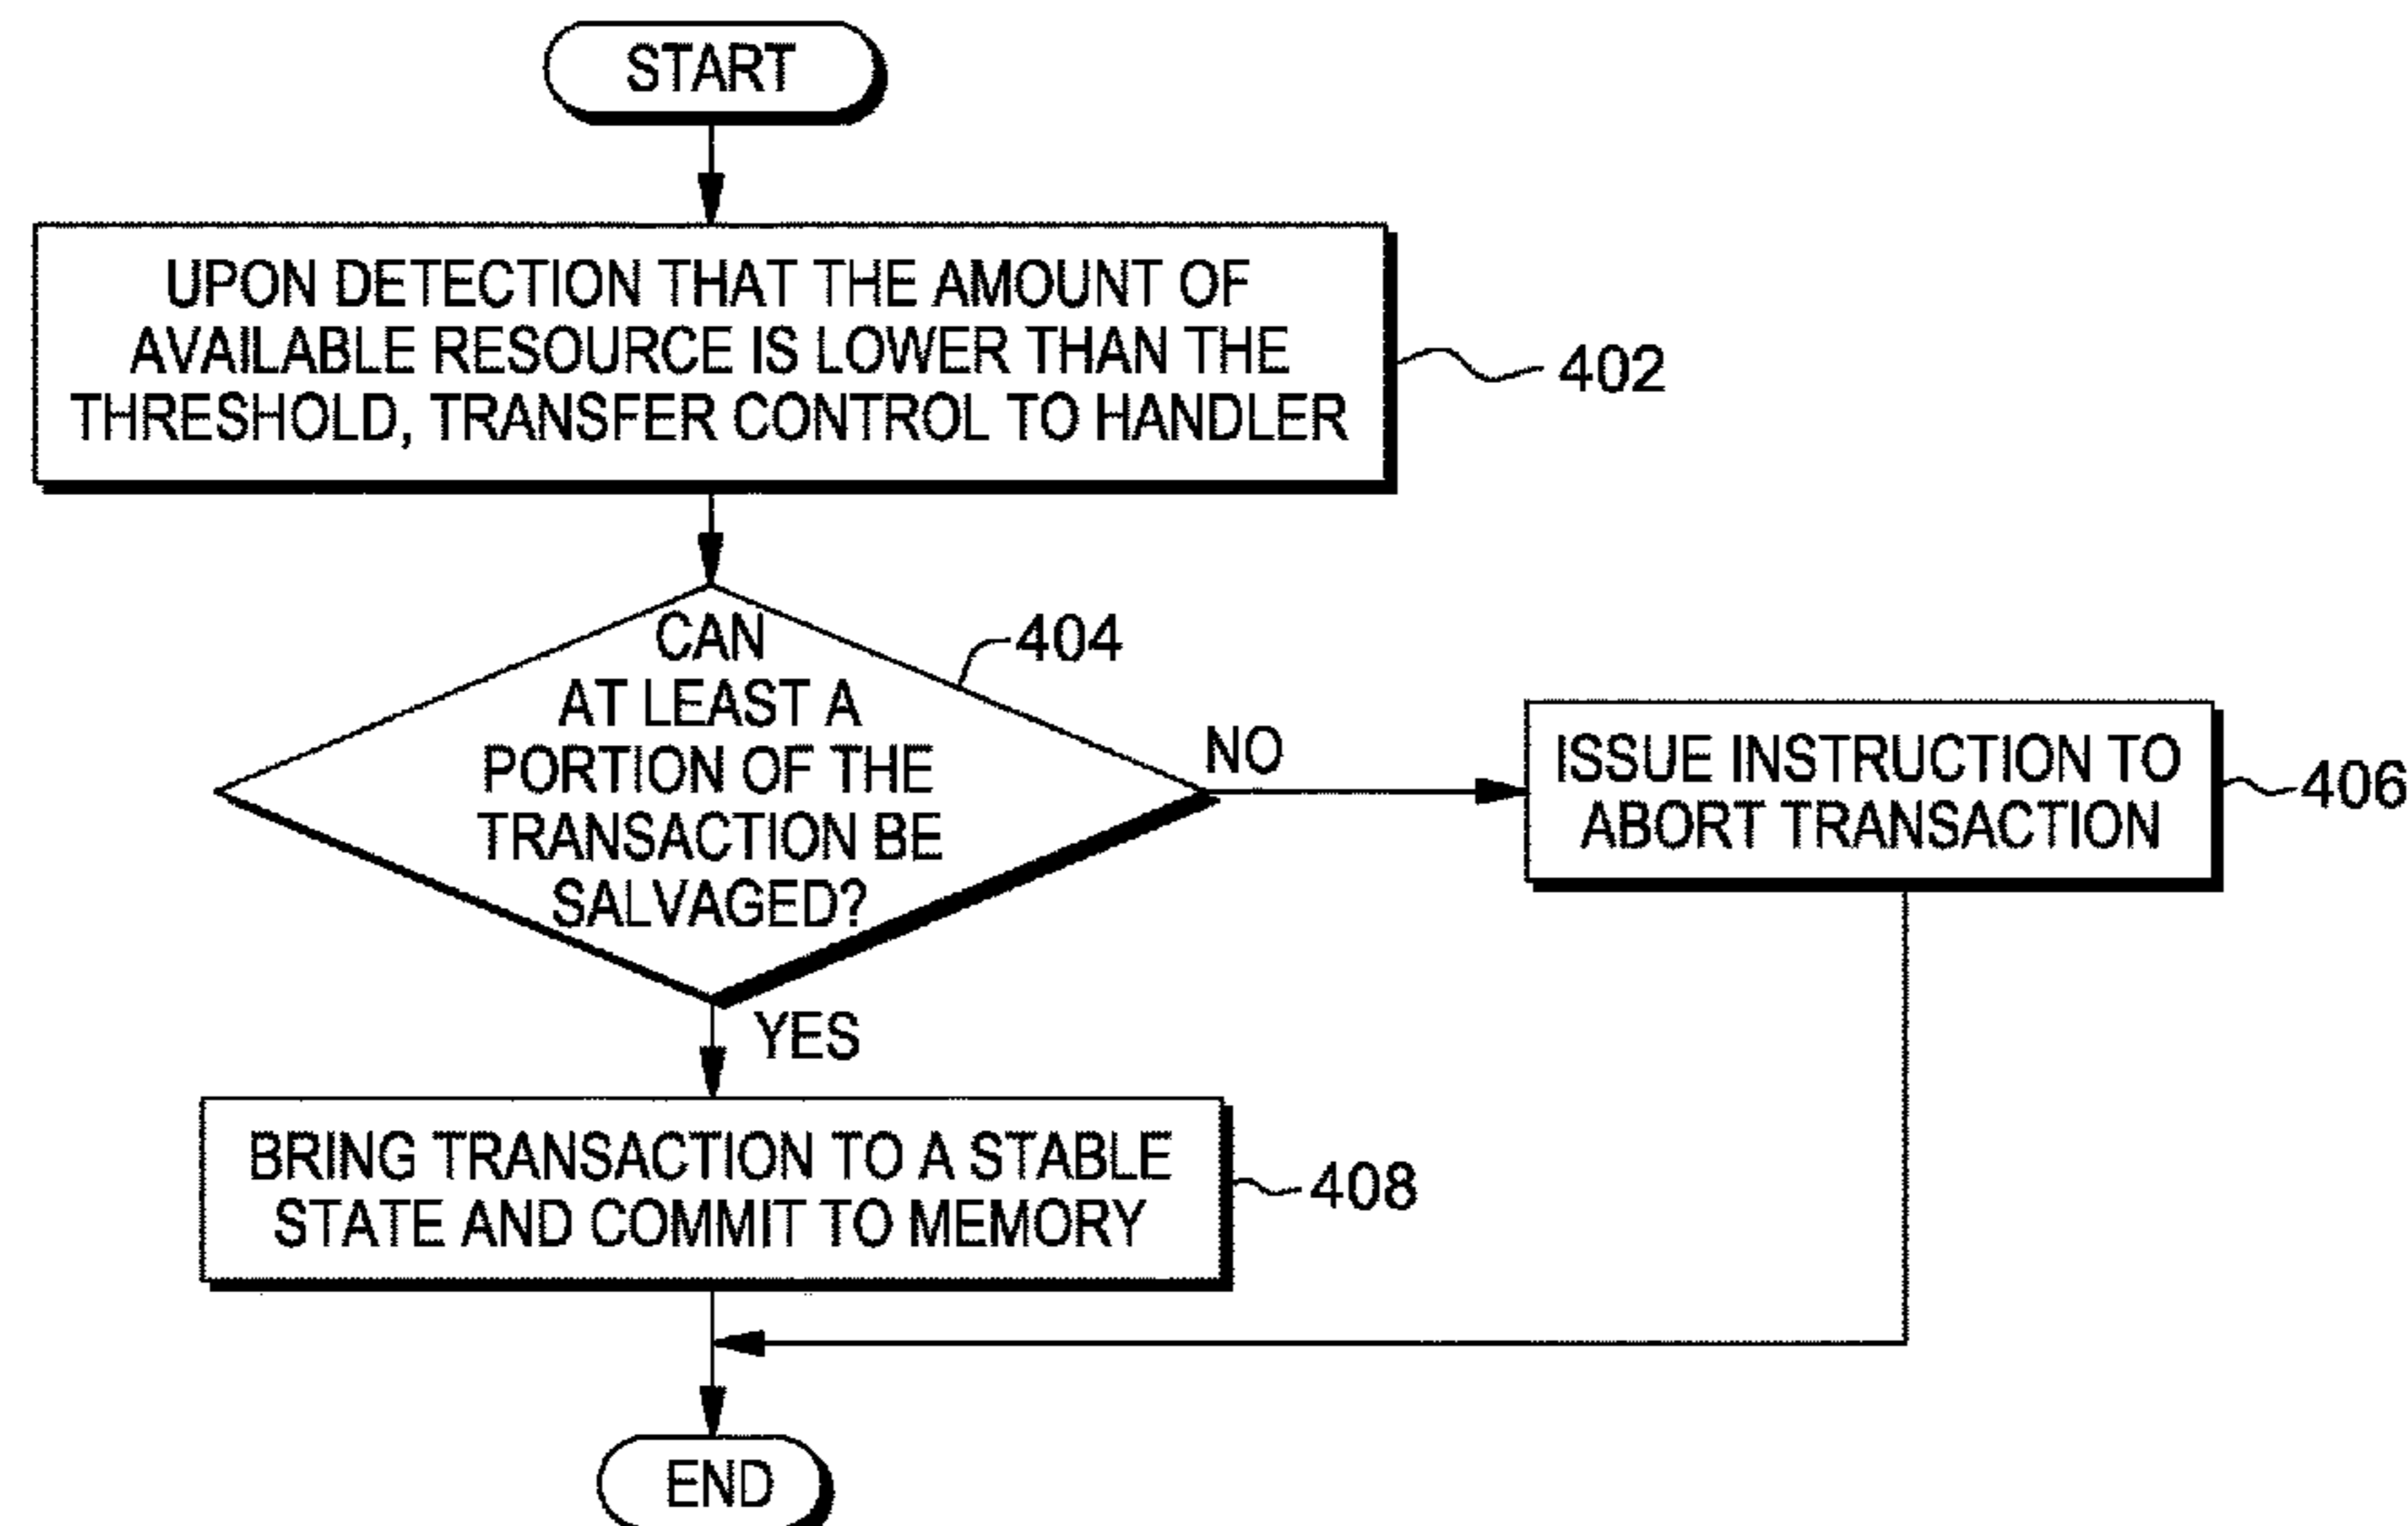 START
UPON DETECTION THAT THE AMOUNT OF
AVAILABLE RESOURCE IS LOWER THAN THE
THRESHOLD, TRANSFER CONTROL TO HANDLER
402
CAN
AT LEAST A
PORTION OF THE
TRANSACTION BE
SALVAGED?
404
NO
ISSUE INSTRUCTION TO
ABORT TRANSACTION
406
YES
BRING TRANSACTION TO A STABLE
STATE AND COMMIT TO MEMORY
408
END